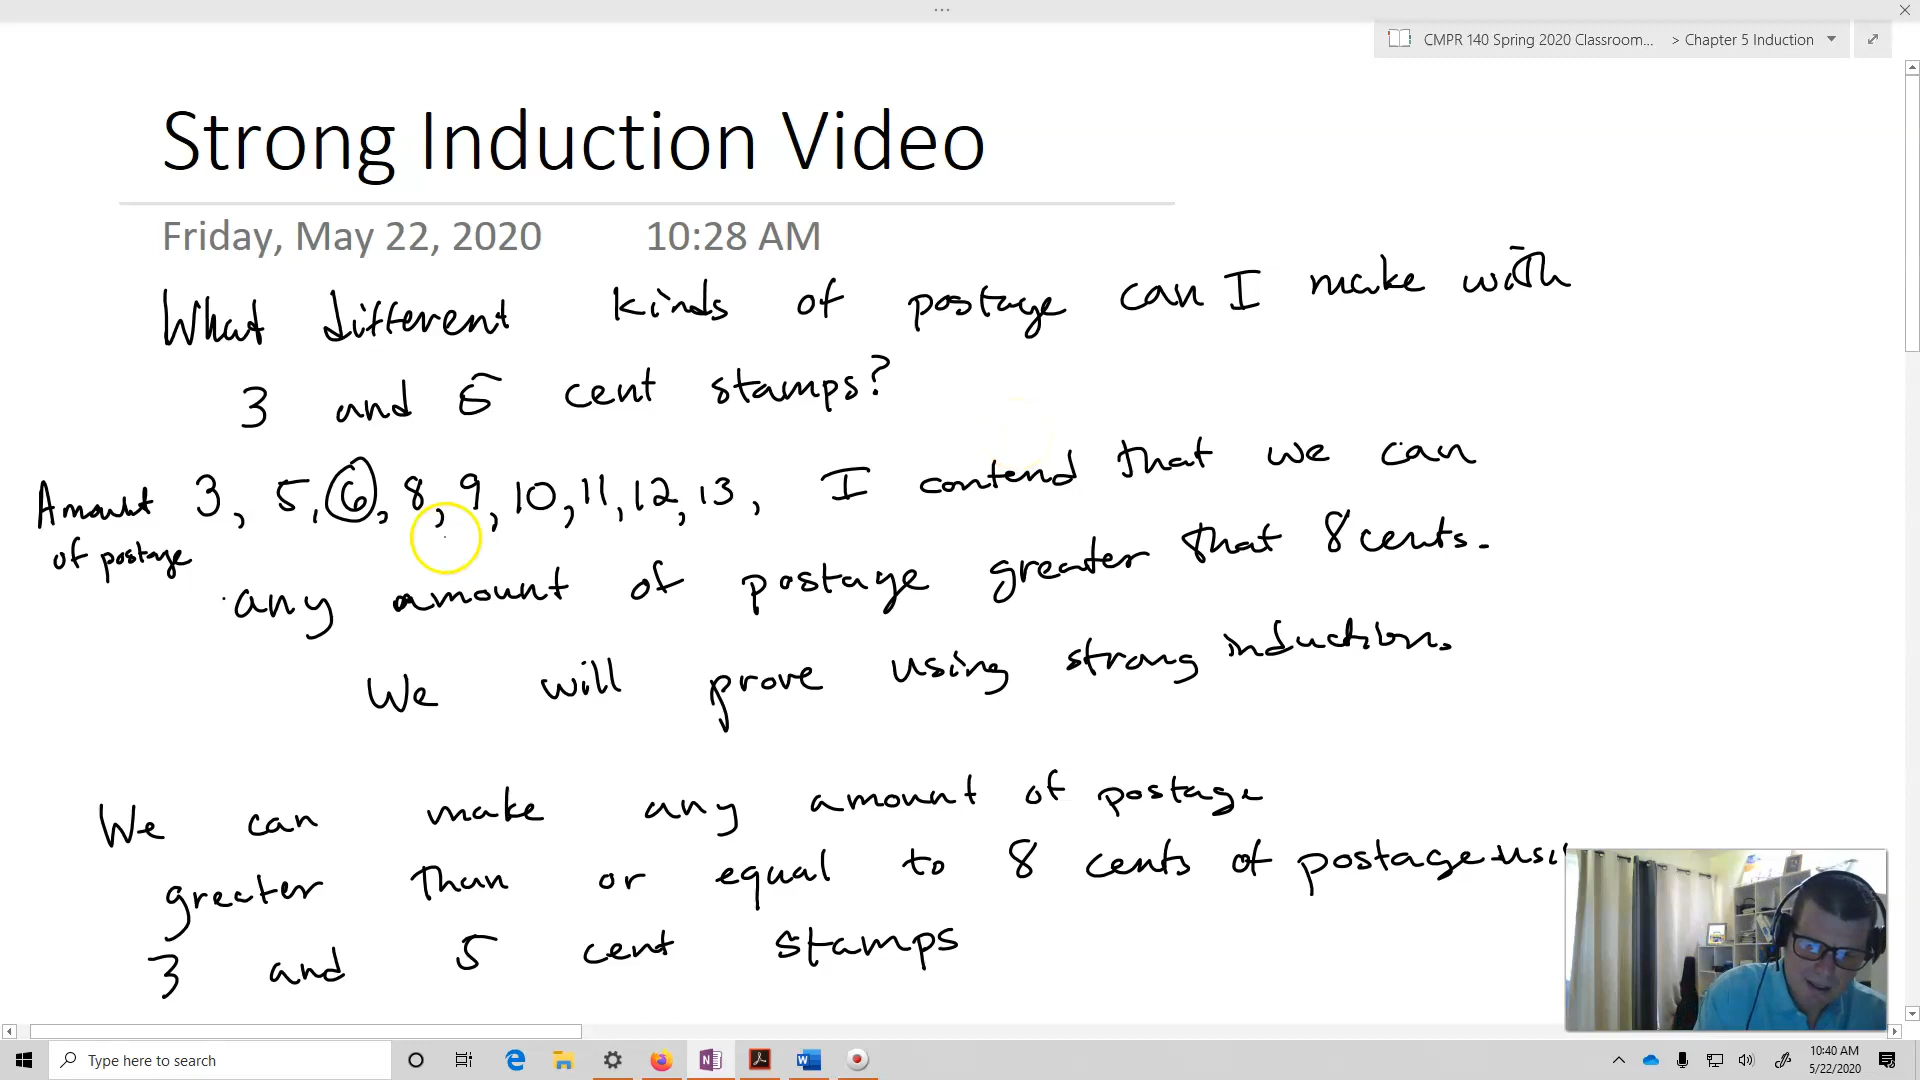 CMPR 140 Spring 2020 Classroom... > Chapter 5 Induction
Strong Induction Video
Friday, May 22, 2020 10:28 AM
What different kinds of postage can I make with
3 and 5 cent stamps?
Amount of postage 3, 5, 6, 8, 9, 10, 11, 12, 13, I contend that we can
any amount of postage greater that 8 cents.
We will prove using strong induction.
We can make any amount of postage
greater than or equal to 8 cents of postage usi
3 and 5 cent stamps
Type here to search
10:40 AM
5/22/2020